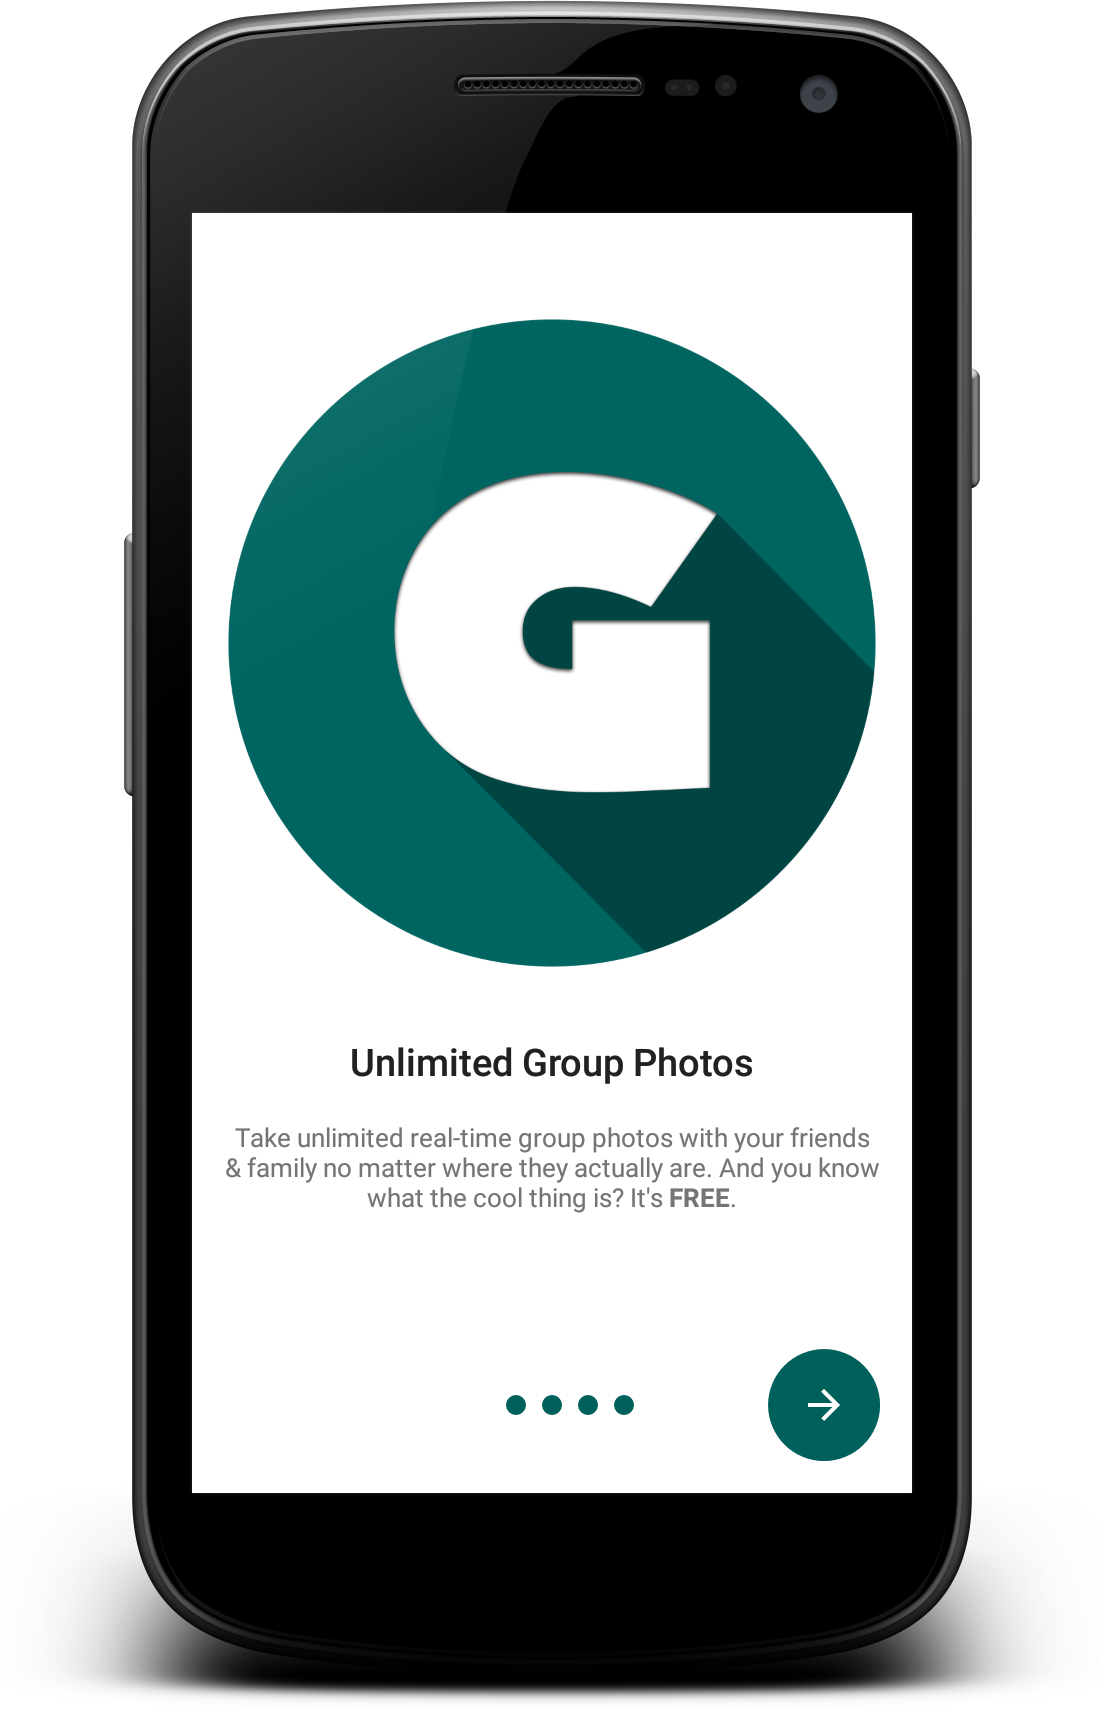 G
Unlimited Group Photos
Take unlimited real-time group photos with your friends
& family no matter where they actually are. And you know
what the cool thing is? It's FREE.